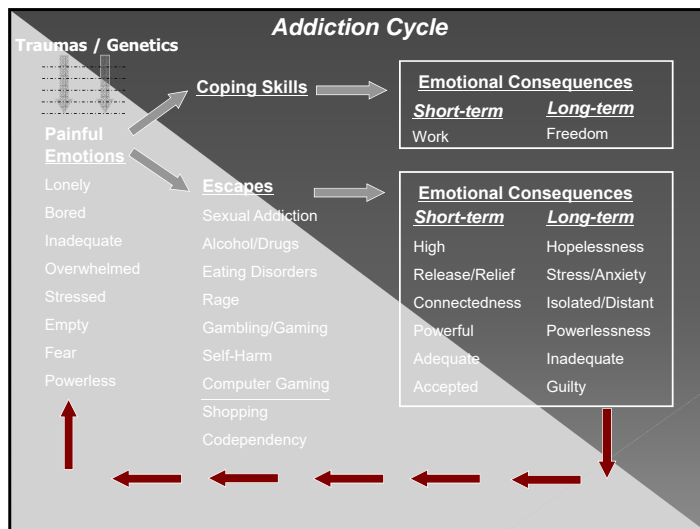 Addiction Cycle
Traumas / Genetics
Painful
Emotions
Lonely
Bored
Inadequate
Overwhelmed
Stressed
Empty
Fear
Powerless
Coping Skills
Emotional Consequences
Short-term Long-term
Work Freedom
Escapes
Sexual Addiction
Alcohol/Drugs
Eating Disorders
Rage
Gambling/Gaming
Self-Harm
Computer Gaming
Shopping
Codependency
Emotional Consequences
Short-term Long-term
High Hopelessness
Release/Relief Stress/Anxiety
Connectedness Isolated/Distant
Powerful Powerlessness
Adequate Inadequate
Accepted Guilty